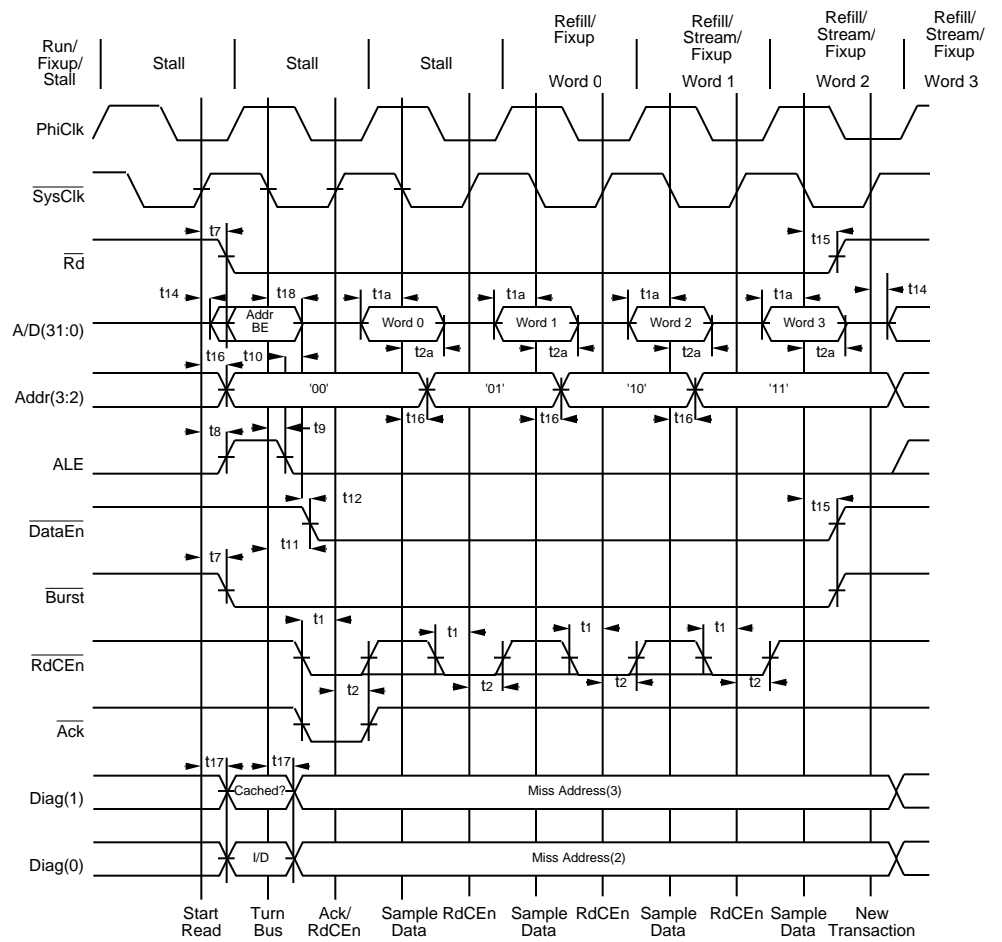 Refill/
Fixup
Refill/
Stream/
Fixup
Refill/
Stream/
Fixup
Refill/
Stream/
Fixup
Run/
Fixup/
Stall
Stall
Stall
Stall
Word 0
Word 1
Word 2
Word 3
PhiClk
SysClk
Rd
t7
t15
A/D(31:0)
t14
t18
t1a
t1a
t1a
t1a
t14
Addr
BE
Word 0
Word 1
Word 2
Word 3
t2a
t2a
t2a
t2a
t16
t10
Addr(3:2)
'00'
'01'
'10'
'11'
t16
t16
t16
t8
t9
ALE
t12
t15
DataEn
t11
t7
Burst
t1
t1
t1
t1
RdCEn
t2
t2
t2
t2
Ack
t17
t17
Diag(1)
Cached?
Miss Address(3)
Diag(0)
I/D
Miss Address(2)
Start
Read
Turn
Bus
Ack/
RdCEn
Sample
Data
RdCEn
Sample
Data
RdCEn
Sample
Data
RdCEn
Sample
Data
New
Transaction